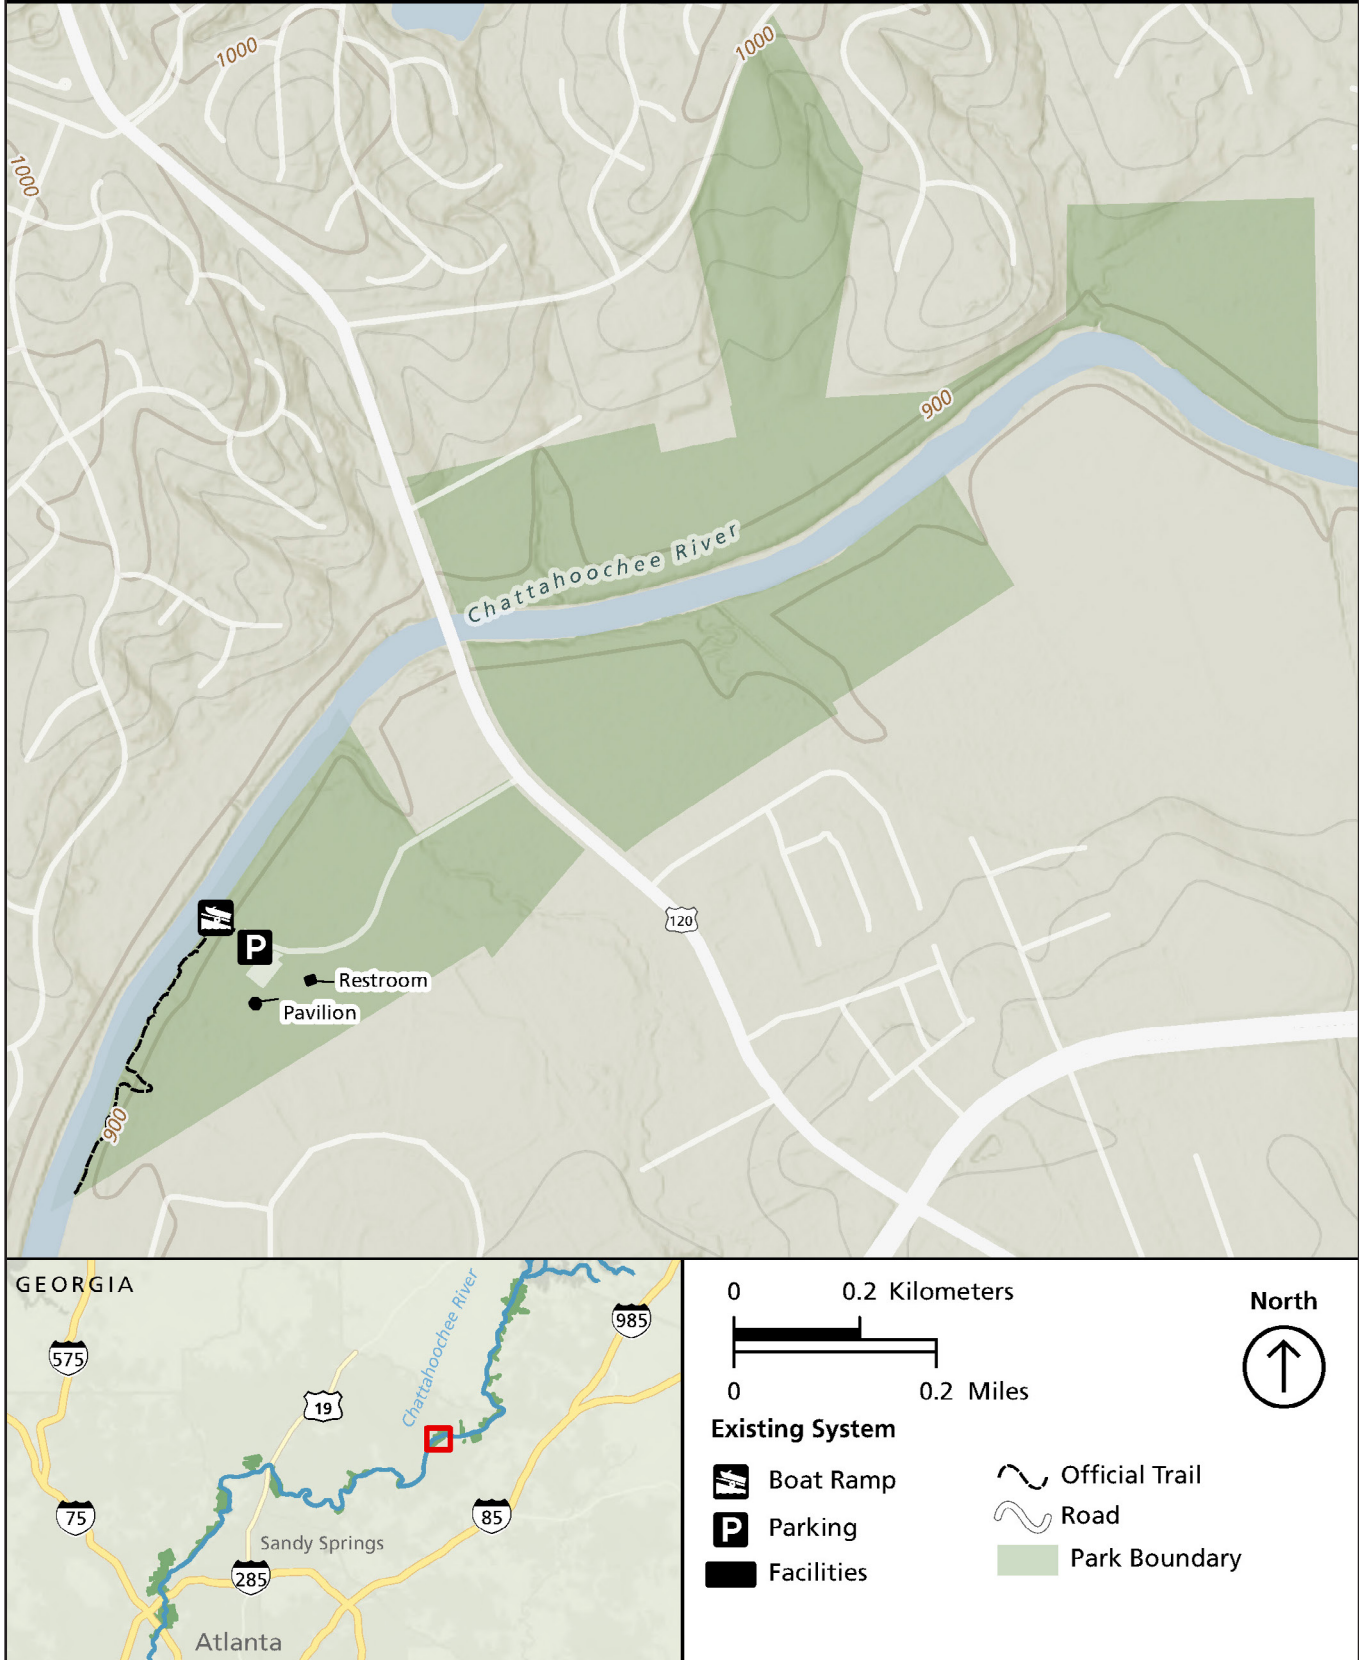 1000
1000
1000
900
Chattahoochee River
120
Restroom
Pavilion
900
GEORGIA
575
19
985
Chattahoochee River
75
85
Sandy Springs
285
Atlanta
0 0.2 Kilometers
0 0.2 Miles
North
Existing System
Boat Ramp
P Parking
Facilities
Official Trail
Road
Park Boundary
P